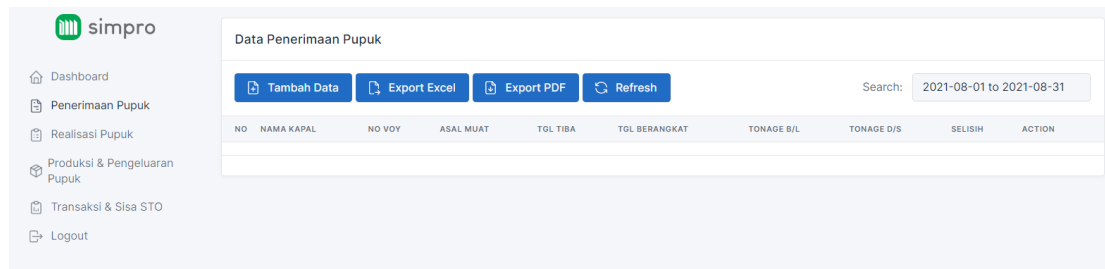 simpro
Dashboard
Penerimaan Pupuk
Realisasi Pupuk
Produksi & Pengeluaran
Pupuk
Transaksi & Sisa STO
Logout
Data Penerimaan Pupuk
Tambah Data Export Excel Export PDF Refresh Search: 2021-08-01 to 2021-08-31
NO NAMA KAPAL NO VOY ASAL MUAT TGL TIBA TGL BERANGKAT TONAGE B/L TONAGE D/S SELISIH ACTION